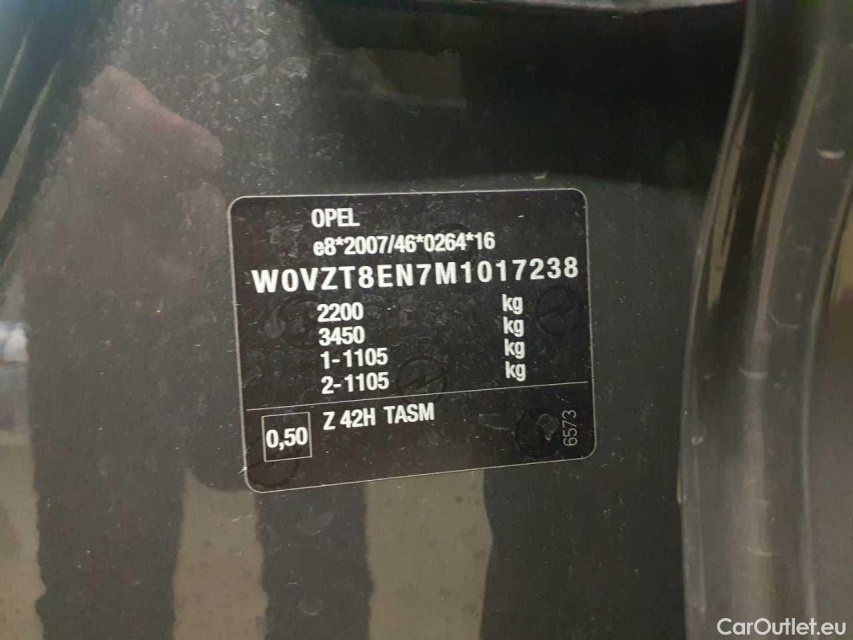 OPEL
e8*2007/46*0264*16
W0VZT8EN7M1017238
2200 kg
3450 kg
1-1105 kg
2-1105 kg
0,50
Z 42H TASM
6573
CarOutlet.eu